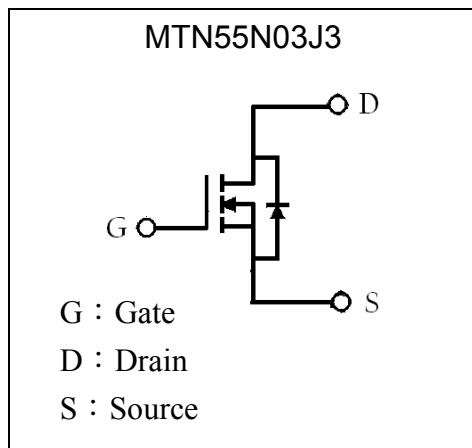 MTN55N03J3
D
G
S
G：Gate
D：Drain
S：Source